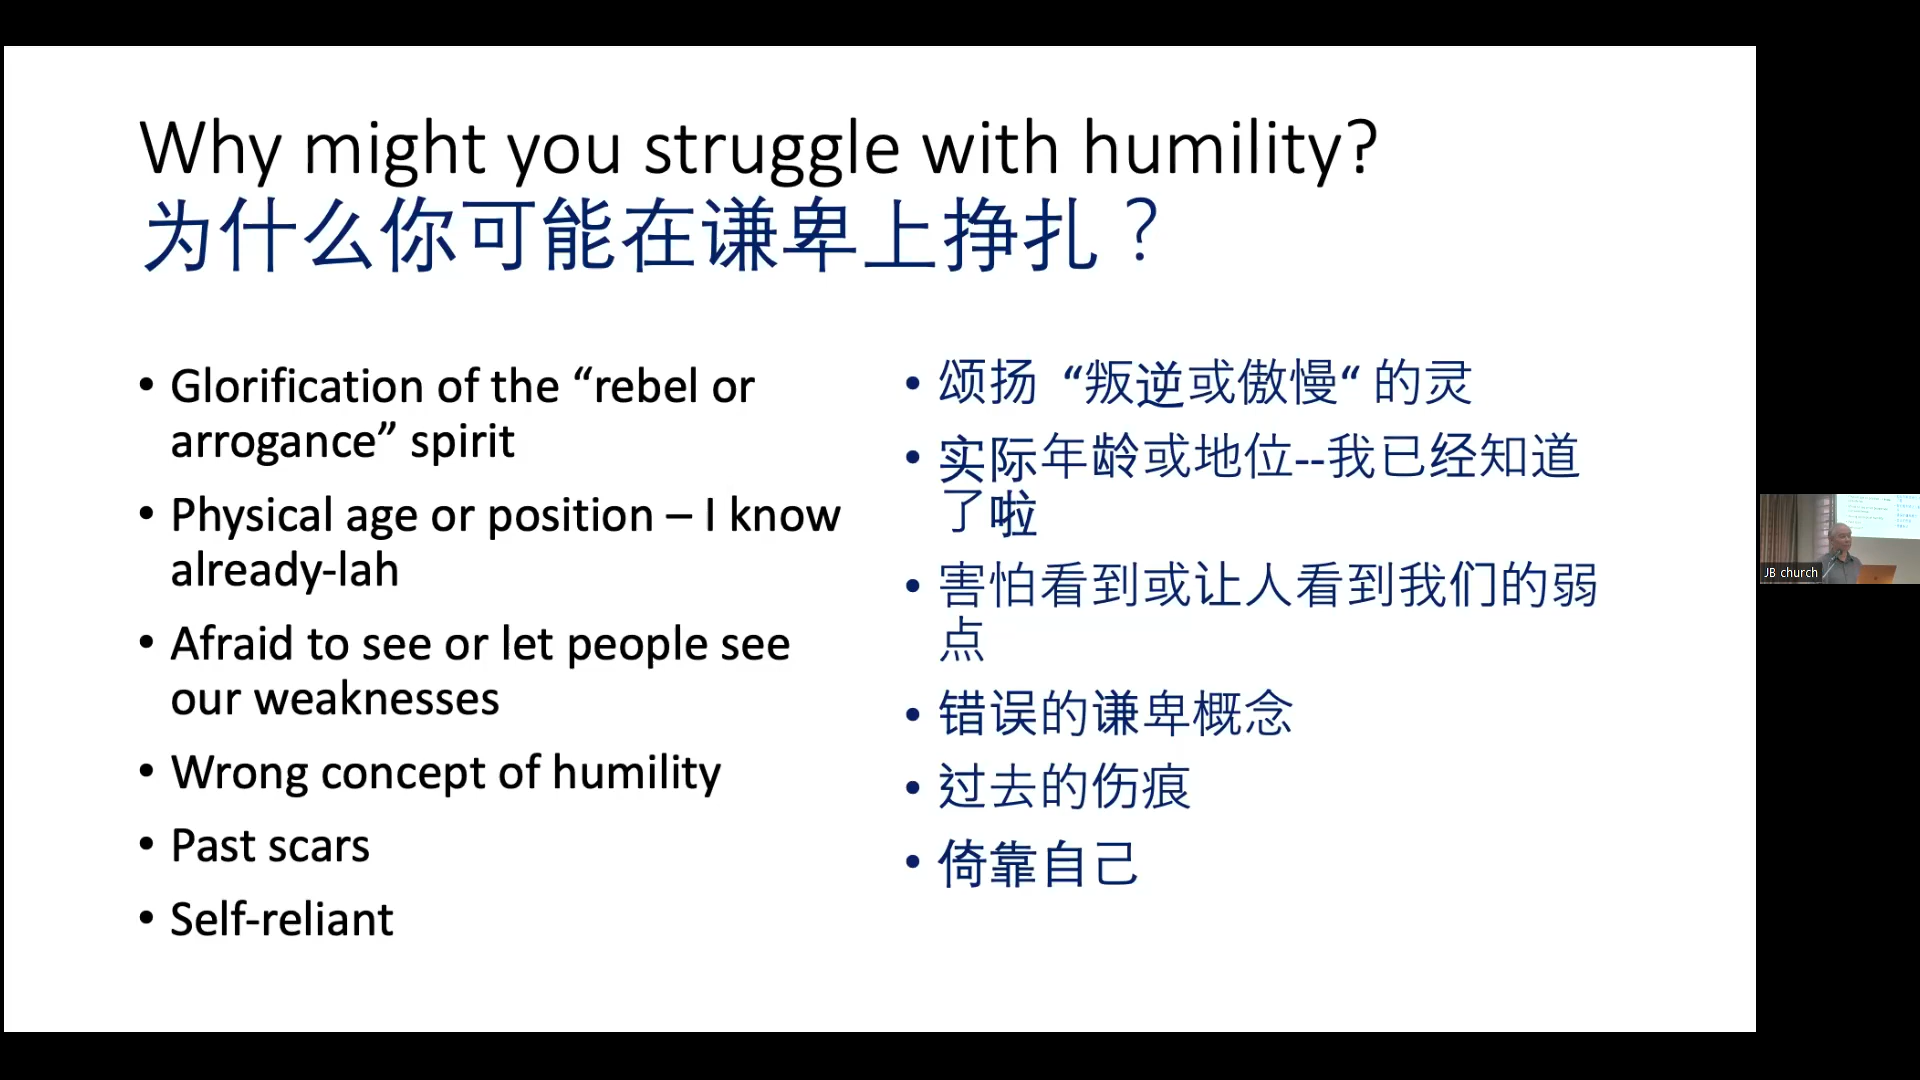 Why might you struggle with humility?
为什么你可能在谦卑上挣扎？
• Glorification of the “rebel or
arrogance” spirit
• Physical age or position – I know
already-lah
• Afraid to see or let people see
our weaknesses
• Wrong concept of humility
• Past scars
• Self-reliant
• 颂扬 “叛逆或傲慢“ 的灵
• 实际年龄或地位--我已经知道
了啦
• 害怕看到或让人看到我们的弱
点
• 错误的谦卑概念
• 过去的伤痕
• 倚靠自己
JB church